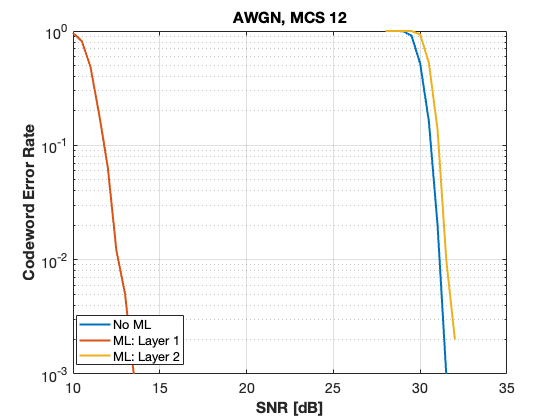 AWGN, MCS 12
10^0
10^-1
10^-2
10^-3
Codeword Error Rate
No ML
ML: Layer 1
ML: Layer 2
10 15 20 25 30 35
SNR [dB]